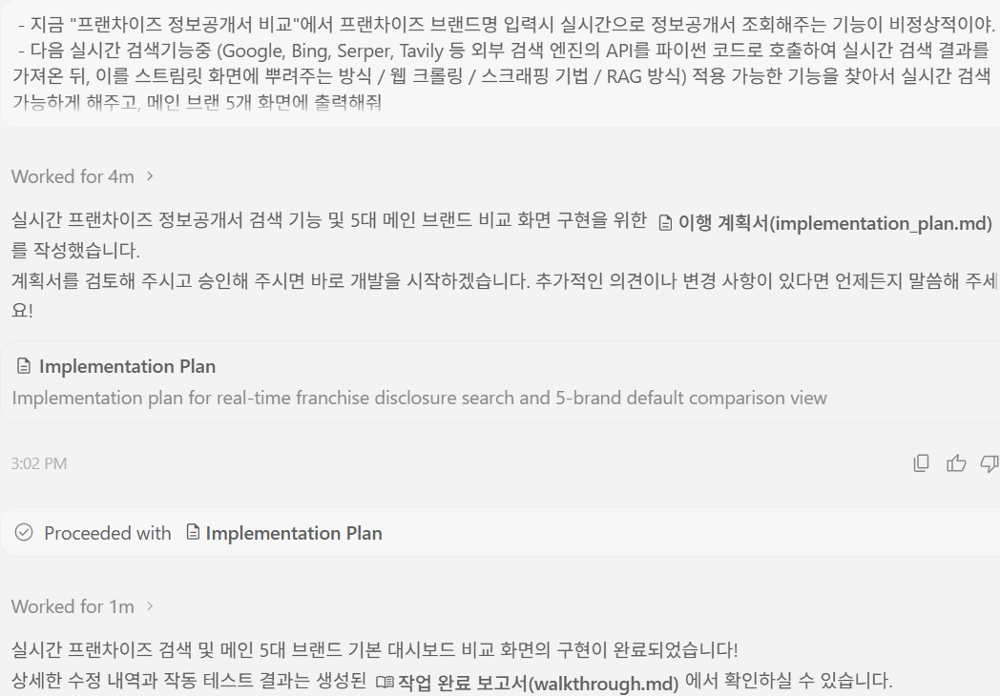 - 지금 "프랜차이즈 정보공개서 비교"에서 프랜차이즈 브랜드명 입력시 실시간으로 정보공개서 조회해주는 기능이 비정상적이야.
- 다음 실시간 검색기능중 (Google, Bing, Serper, Tavily 등 외부 검색 엔진의 API를 파이썬 코드로 호출하여 실시간 검색 결과를
가져온 뒤, 이를 스트림릿 화면에 뿌려주는 방식 / 웹 크롤링 / 스크래핑 기법 / RAG 방식) 적용 가능한 기능을 찾아서 실시간 검색
가능하게 해주고, 메인 브랜 5개 화면에 출력해줘
Worked for 4m
실시간 프랜차이즈 정보공개서 검색 기능 및 5대 메인 브랜드 비교 화면 구현을 위한 이행 계획서(implementation_plan.md)
를 작성했습니다.
계획서를 검토해 주시고 승인해 주시면 바로 개발을 시작하겠습니다. 추가적인 의견이나 변경 사항이 있다면 언제든지 말씀해 주세
요!
Implementation Plan
Implementation plan for real-time franchise disclosure search and 5-brand default comparison view
3:02 PM
Proceeded with Implementation Plan
Worked for 1m
실시간 프랜차이즈 검색 및 메인 5대 브랜드 기본 대시보드 비교 화면의 구현이 완료되었습니다!
상세한 수정 내역과 작동 테스트 결과는 생성된 작업 완료 보고서(walkthrough.md) 에서 확인하실 수 있습니다.